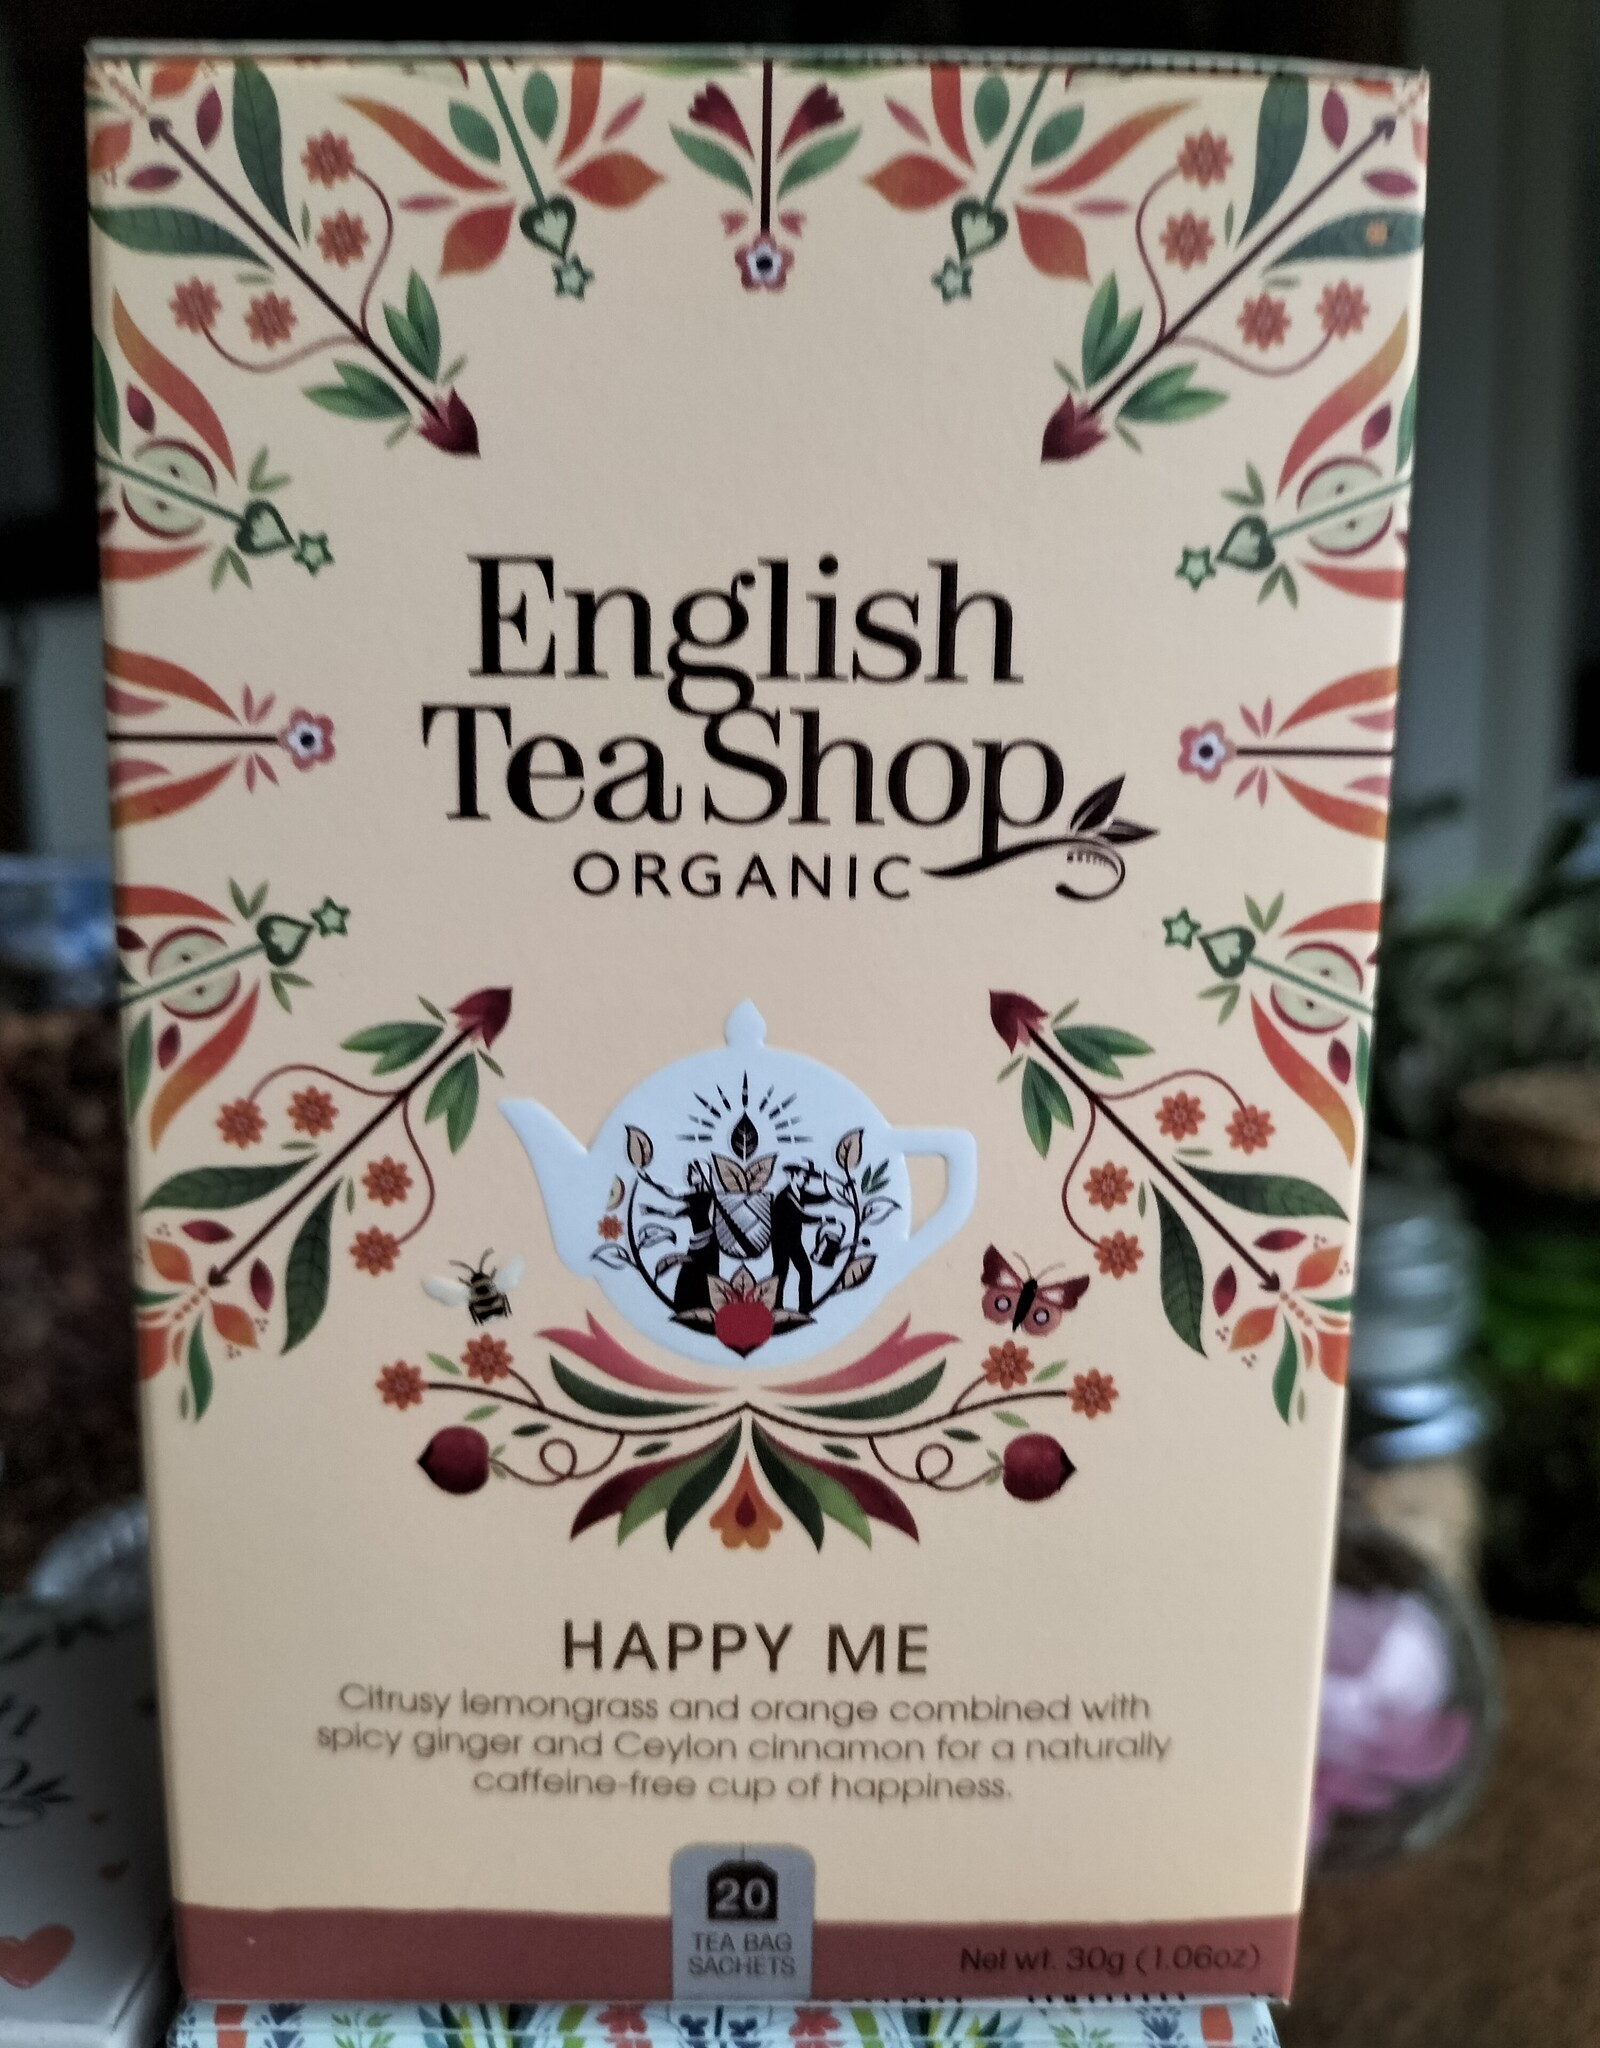 English
Tea Shop
ORGANIC
HAPPY ME
Citrusy lemongrass and orange combined with
spicy ginger and Ceylon cinnamon for a naturally
caffeine-free cup of happiness.
20
TEA BAG
SACHETS
Net wt. 30g (1.06oz)